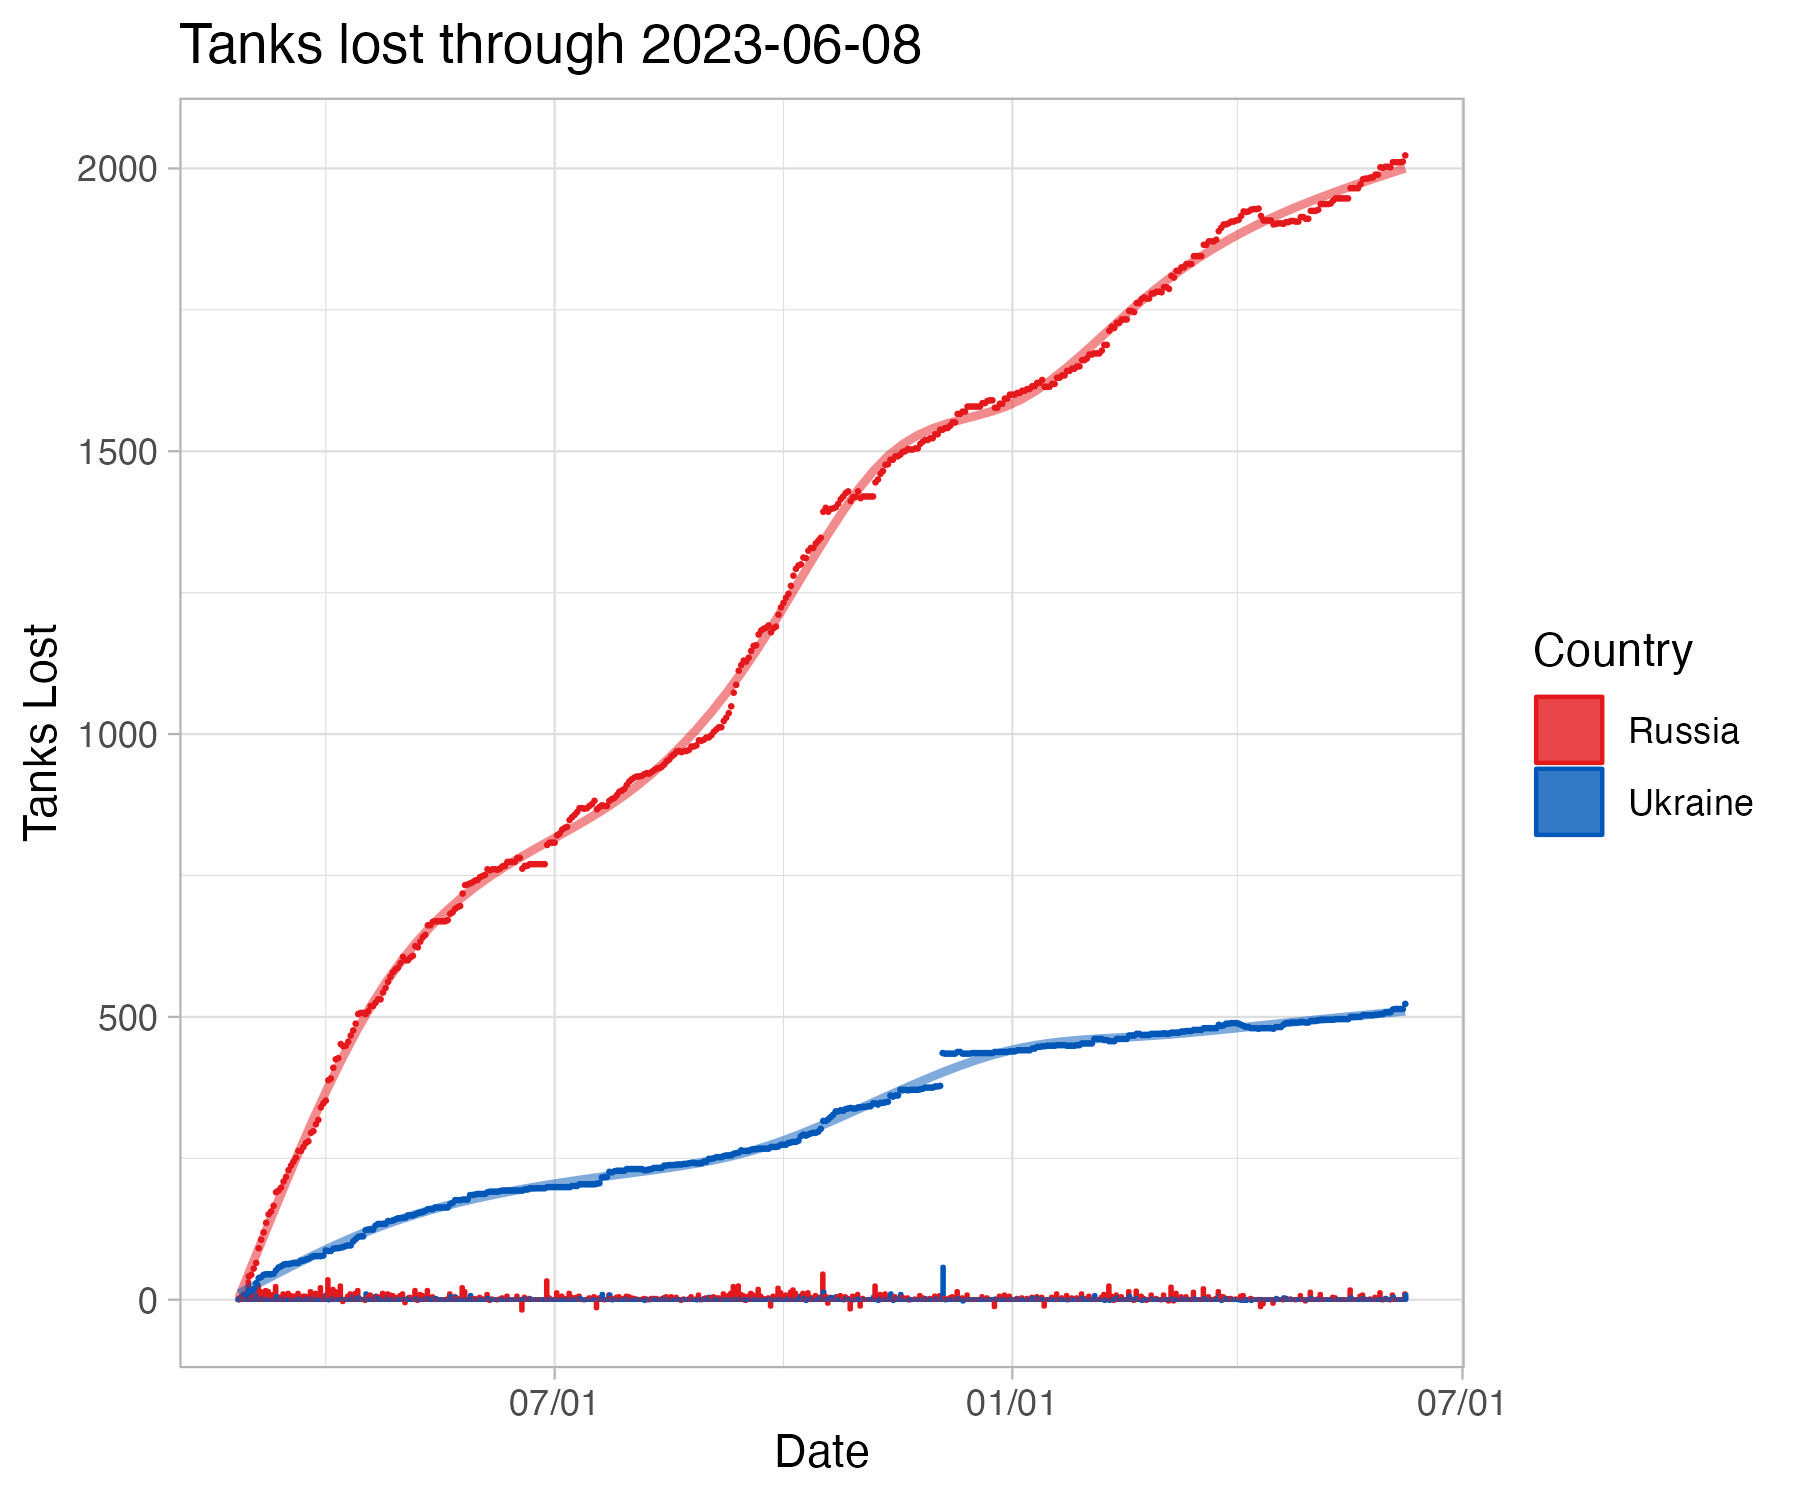 Tanks lost through 2023-06-08
Tanks Lost
2000
1500
1000
500
0
07/01
01/01
07/01
Date
Country
Russia
Ukraine